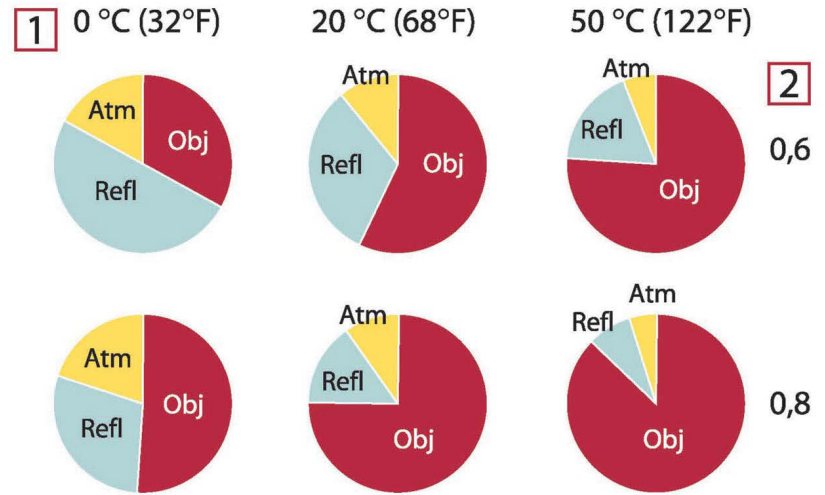 1 0 °C (32°F) 20 °C (68°F) 50 °C (122°F)
2
Atm Obj Refl
Atm Refl Obj
Atm Refl Obj
0,6
Atm Obj Refl
Atm Refl Obj
Atm Refl Obj
0,8